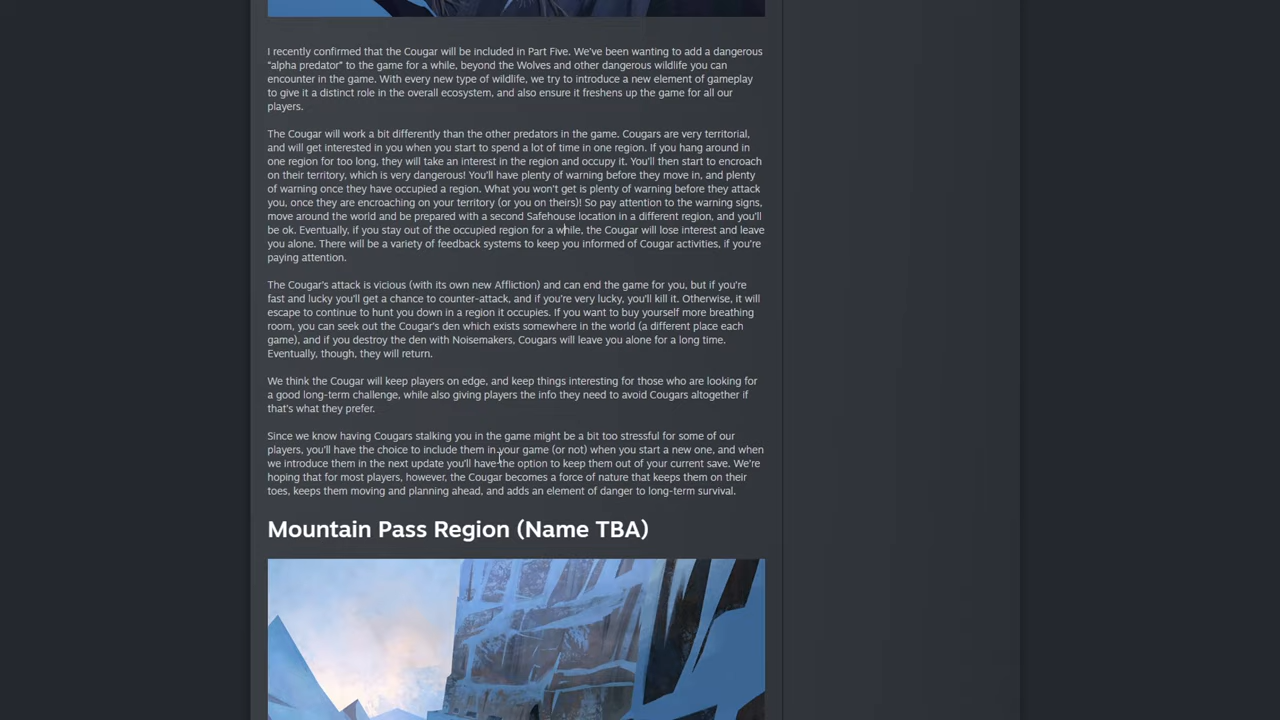 I recently confirmed that the Cougar will be included in Part Five. We've been wanting to add a dangerous
"alpha predator" to the game for a while, beyond the Wolves and other dangerous wildlife you can
encounter in the game. With every new type of wildlife, we try to introduce a new element of gameplay
to give it a distinct role in the overall ecosystem, and also ensure it freshens up the game for all our
players.
The Cougar will work a bit differently than the other predators in the game. Cougars are very territorial,
and will get interested in you when you start to spend a lot of time in one region. If you hang around in
one region for too long, they will take an interest in the region and occupy it. You'll then start to encroach
on their territory, which is very dangerous! You'll have plenty of warning before they move in, and plenty
of warning once they have occupied a region. What you won't get is plenty of warning before they attack
you, once they are encroaching on your territory (or you on theirs)! So pay attention to the warning signs,
move around the world and be prepared with a second Safehouse location in a different region, and you'll
be ok. Eventually, if you stay out of the occupied region for a while, the Cougar will lose interest and leave
you alone. There will be a variety of feedback systems to keep you informed of Cougar activities, if you're
paying attention.
The Cougar's attack is vicious (with its own new Affliction) and can end the game for you, but if you're
fast and lucky you'll get a chance to counter-attack, and if you're very lucky, you'll kill it. Otherwise, it will
escape to continue to hunt you down in a region it occupies. If you want to buy yourself more breathing
room, you can seek out the Cougar's den which exists somewhere in the world (a different place each
game), and if you destroy the den with Noisemakers, Cougars will leave you alone for a long time.
Eventually, though, they will return.
We think the Cougar will keep players on edge, and keep things interesting for those who are looking for
a good long-term challenge, while also giving players the info they need to avoid Cougars altogether if
that's what they prefer.
Since we know having Cougars stalking you in the game might be a bit too stressful for some of our
players, you'll have the choice to include them in your game (or not) when you start a new one, and when
we introduce them in the next update you'll have the option to keep them out of your current save. We're
hoping that for most players, however, the Cougar becomes a force of nature that keeps them on their
toes, keeps them moving and planning ahead, and adds an element of danger to long-term survival.
Mountain Pass Region (Name TBA)